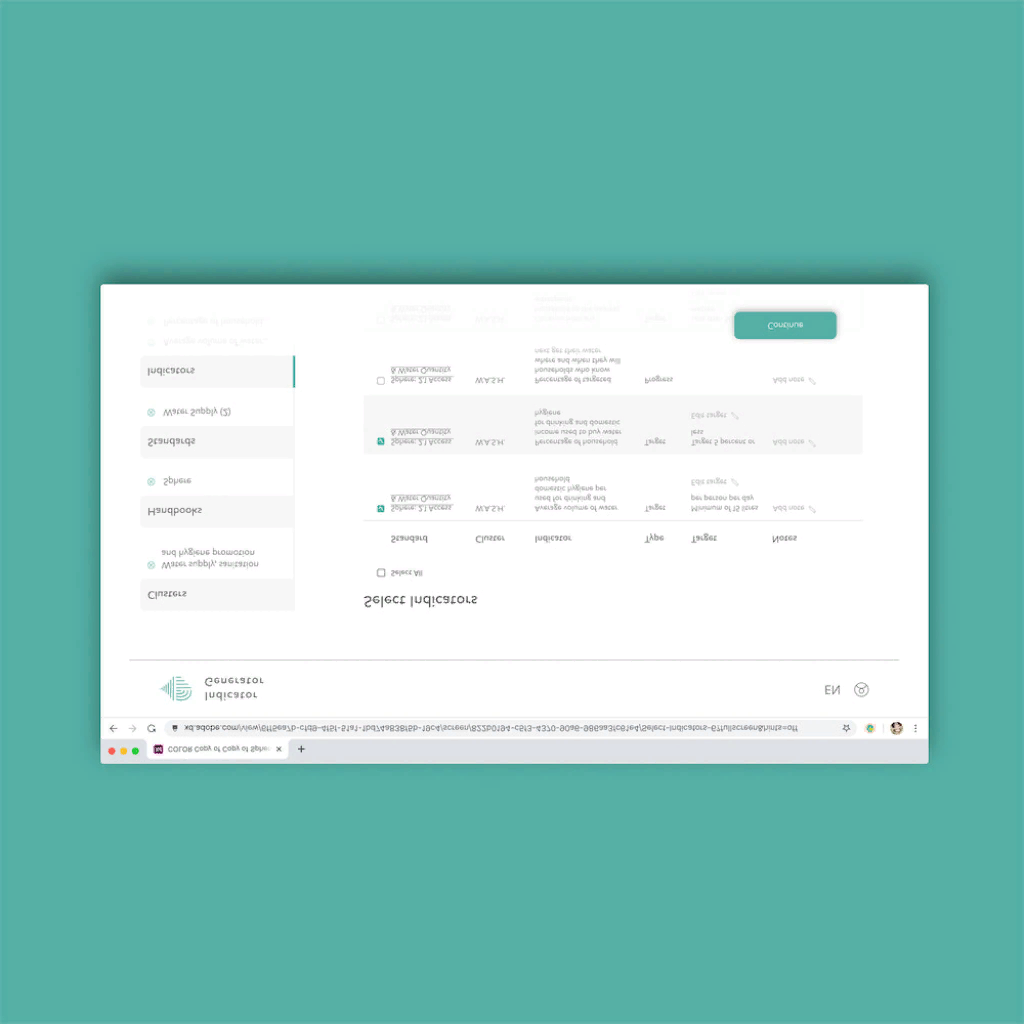 COLOR Copy of Copy of Spher
Indicator
Generator
EN
Clusters
Water supply, sanitation
and hygiene promotion
Handbooks
Sphere
Standards
Water Supply (2)
Indicators
Average volume of water...
Percentage of household...
Select Indicators
Select All
Standard Cluster Indicator Type Target Notes
Sphere: 2.1 Access W.A.S.H. Average volume of water Target Minimum of 15 litres Add note
& Water Quantity used for drinking and per person per day
domestic hygiene per
household Edit target
Sphere: 2.1 Access W.A.S.H. Percentage of household Target Target 5 percent or Add note
& Water Quantity income used to buy water less
for drinking and domestic
hygiene Edit target
Sphere: 2.1 Access W.A.S.H. Percentage of targeted Progress Add note
& Water Quantity households who know
where and when they will
next get their water
Continue